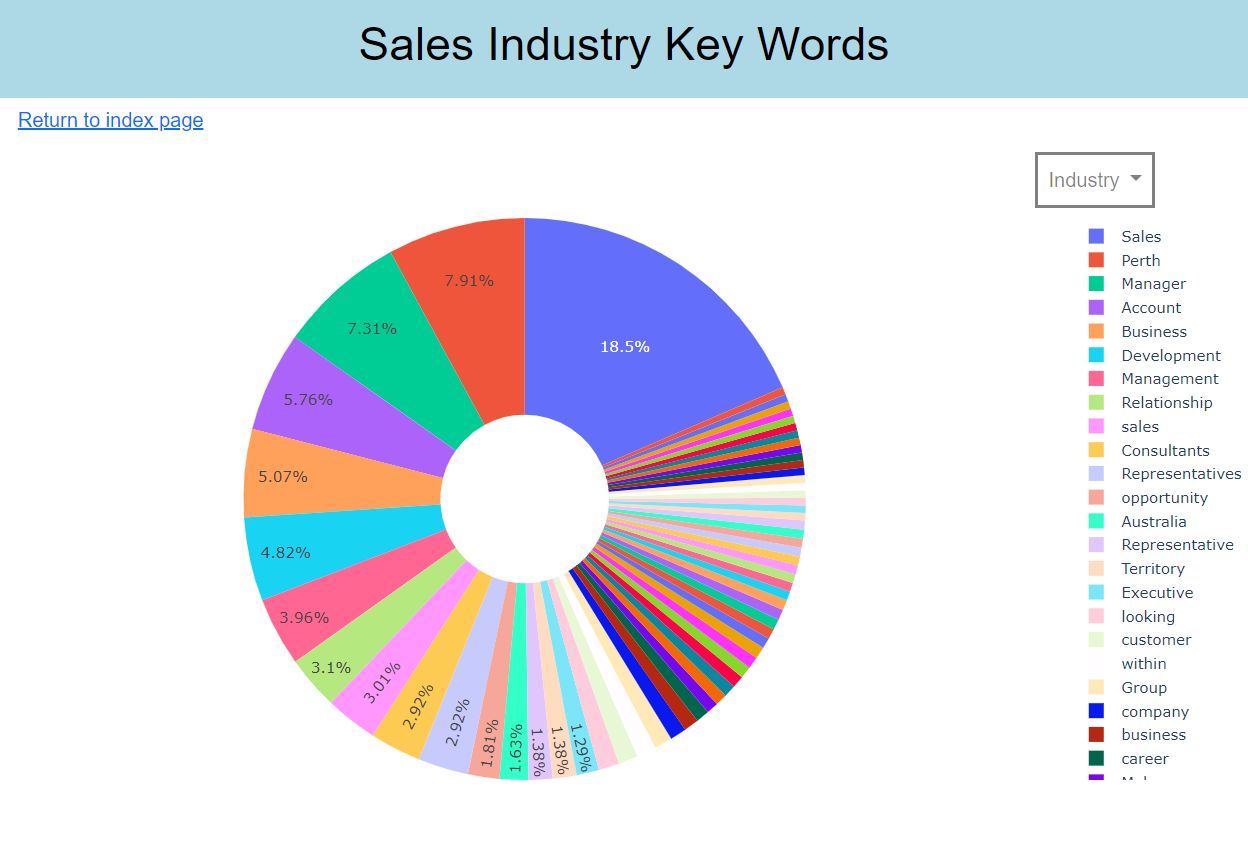 Sales Industry Key Words
Return to index page
Industry
7.91%
18.5%
7.31%
5.76%
5.07%
4.82%
3.96%
3.1%
3.01%
2.92%
2.92%
1.81%
1.63%
1.38%
1.38%
1.29%
Sales
Perth
Manager
Account
Business
Development
Management
Relationship
sales
Consultants
Representatives
opportunity
Australia
Representative
Territory
Executive
looking
customer
within
Group
company
business
career